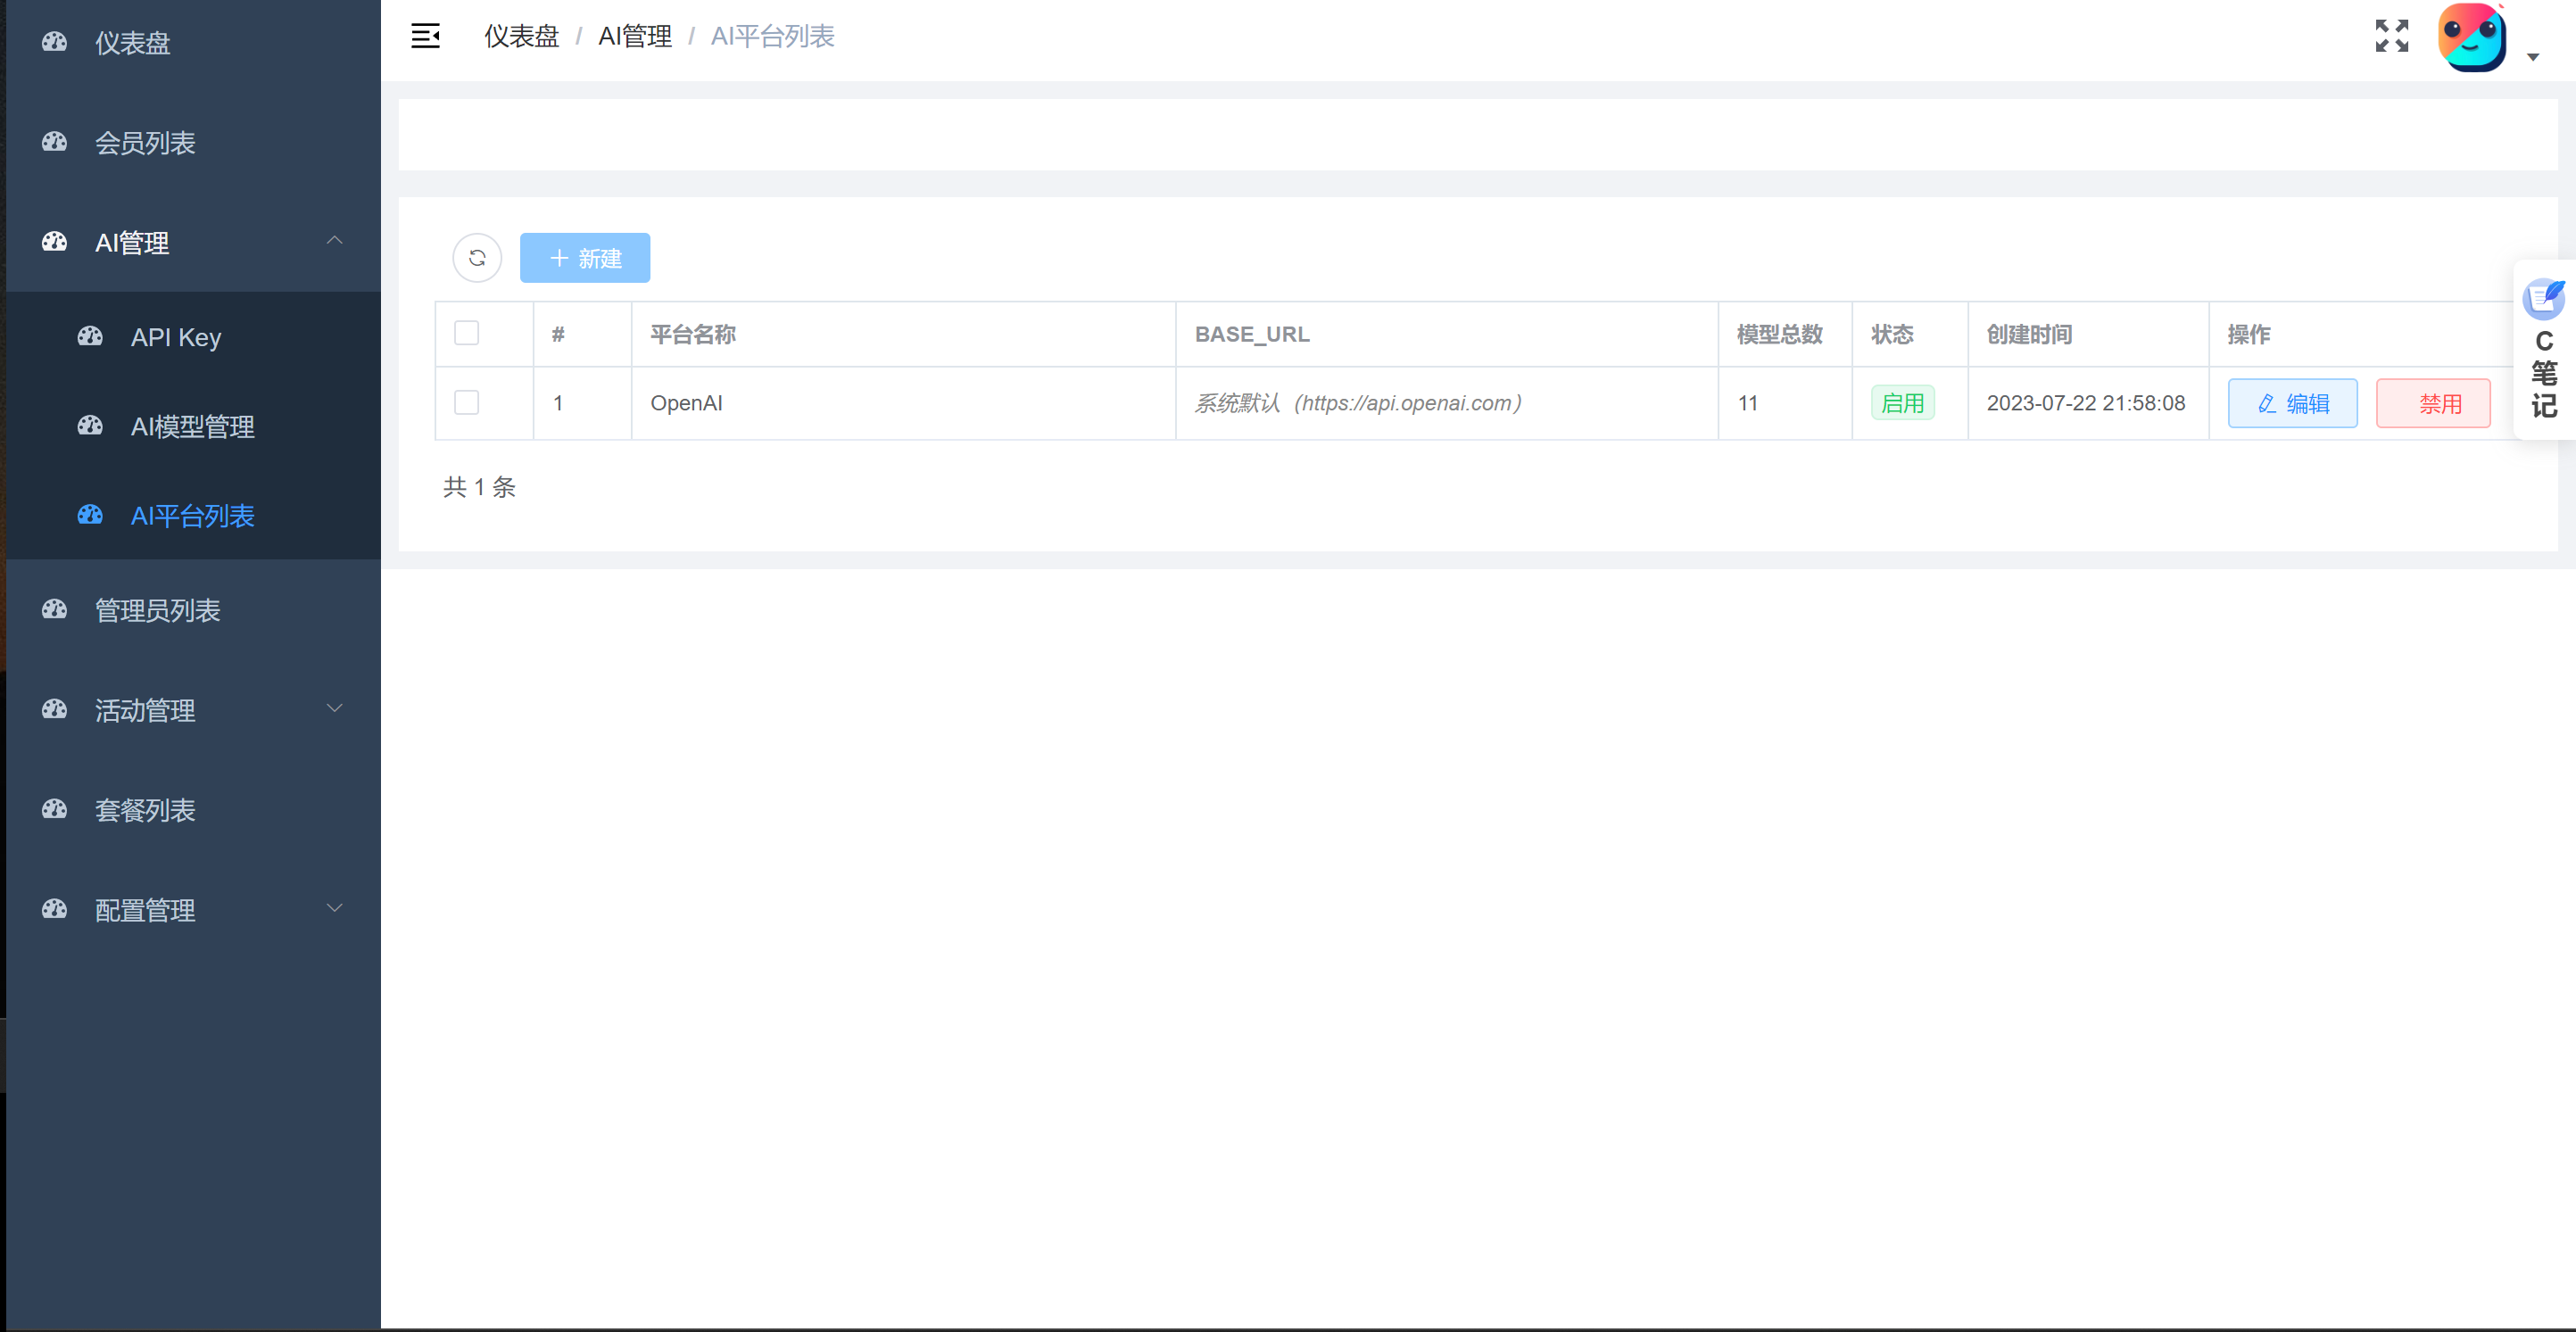 仪表盘
会员列表
AI管理
API Key
AI模型管理
AI平台列表
管理员列表
活动管理
套餐列表
配置管理
仪表盘 / AI管理 / AI平台列表
新建
# 平台名称 BASE_URL 模型总数 状态 创建时间 操作
1 OpenAI 系统默认（https://api.openai.com） 11 启用 2023-07-22 21:58:08 编辑 禁用
共 1 条
C
笔
记